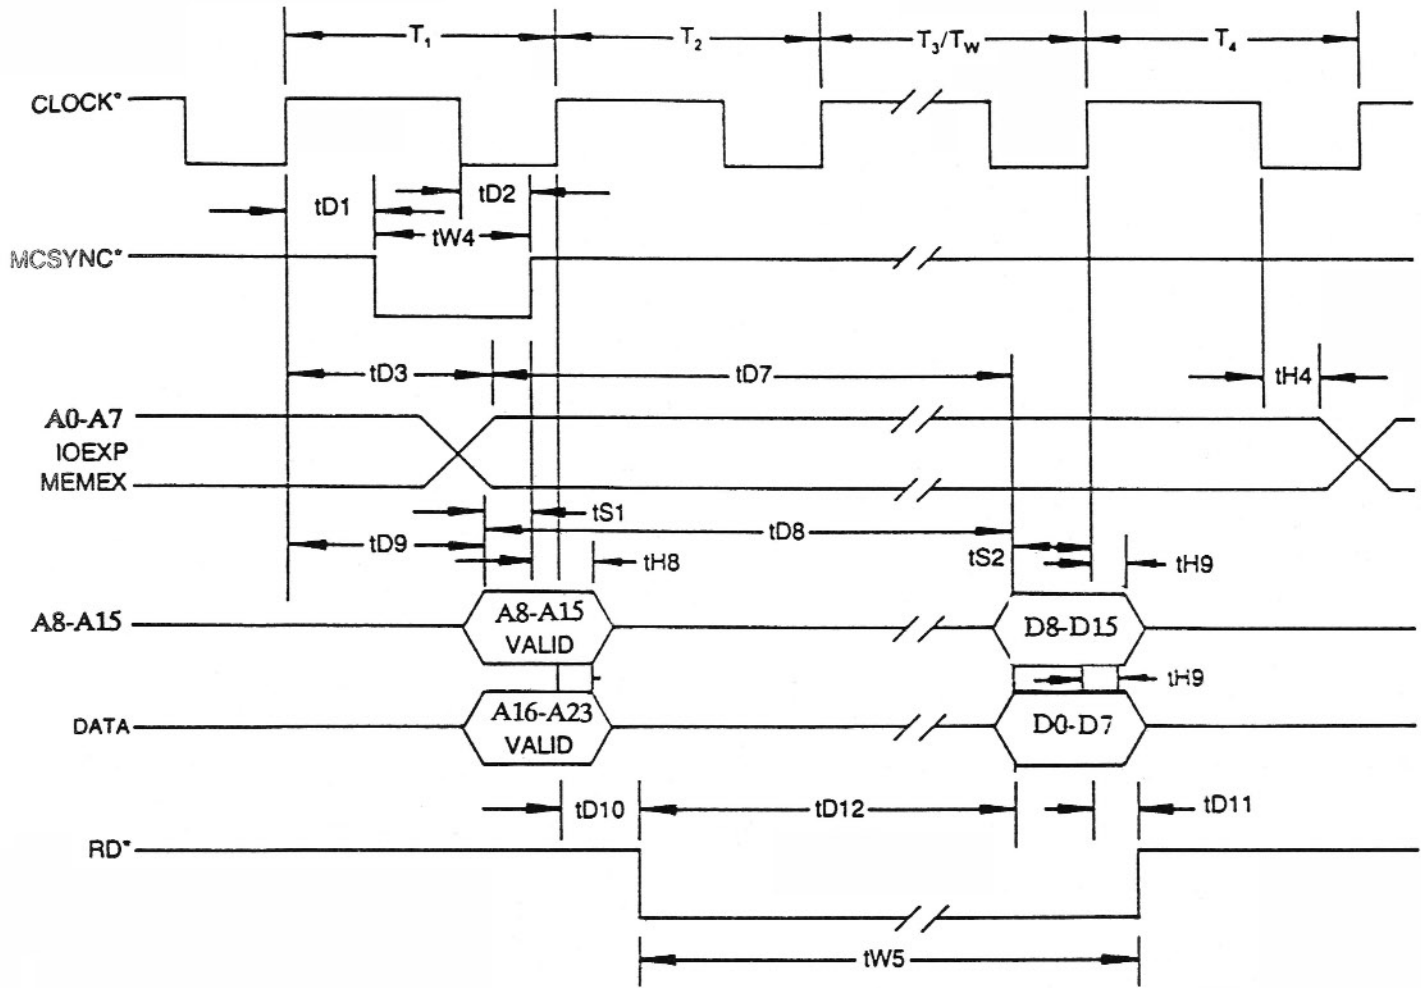 T₁ T₂ T₃/Tw T₄
CLOCK*
tD2
tD1
tW4
MCSYNC*
tD3 tD7 tH4
A0-A7
IOEXP
MEMEX
tS1
tD8
tD9 tS2
tH8 tH9
A8-A15
A8-A15
VALID
D8-D15
tH9
DATA
A16-A23
VALID
D0-D7
tD10 tD12 tD11
RD*
tW5